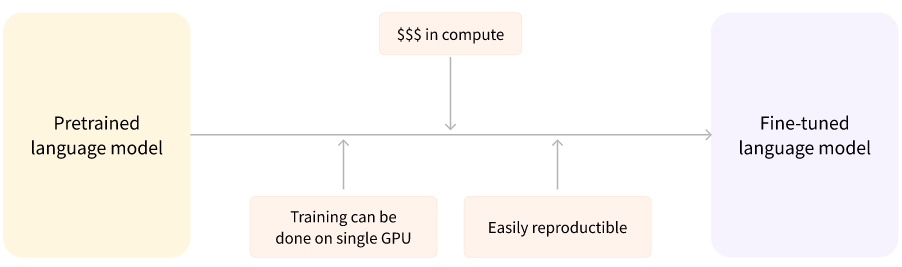 Pretrained
language model
$$$ in compute
Training can be
done on single GPU
Easily reproductible
Fine-tuned
language model